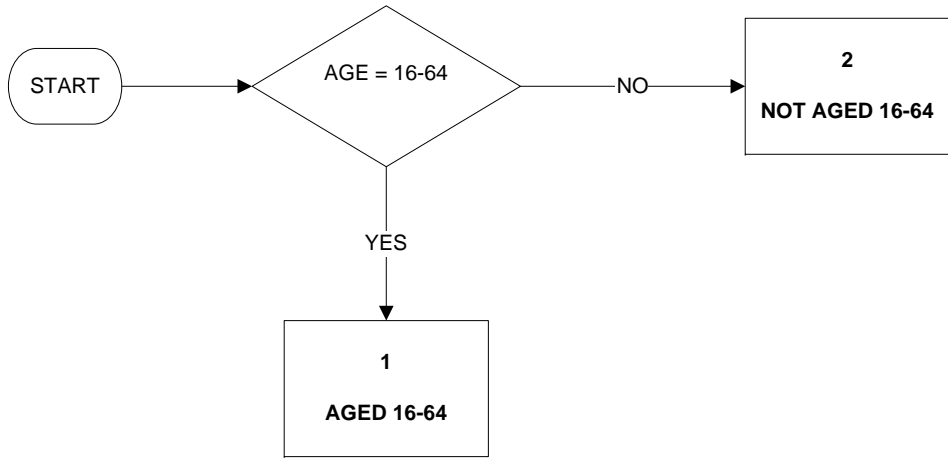 START
AGE = 16-64
NO
2
NOT AGED 16-64
YES
1
AGED 16-64